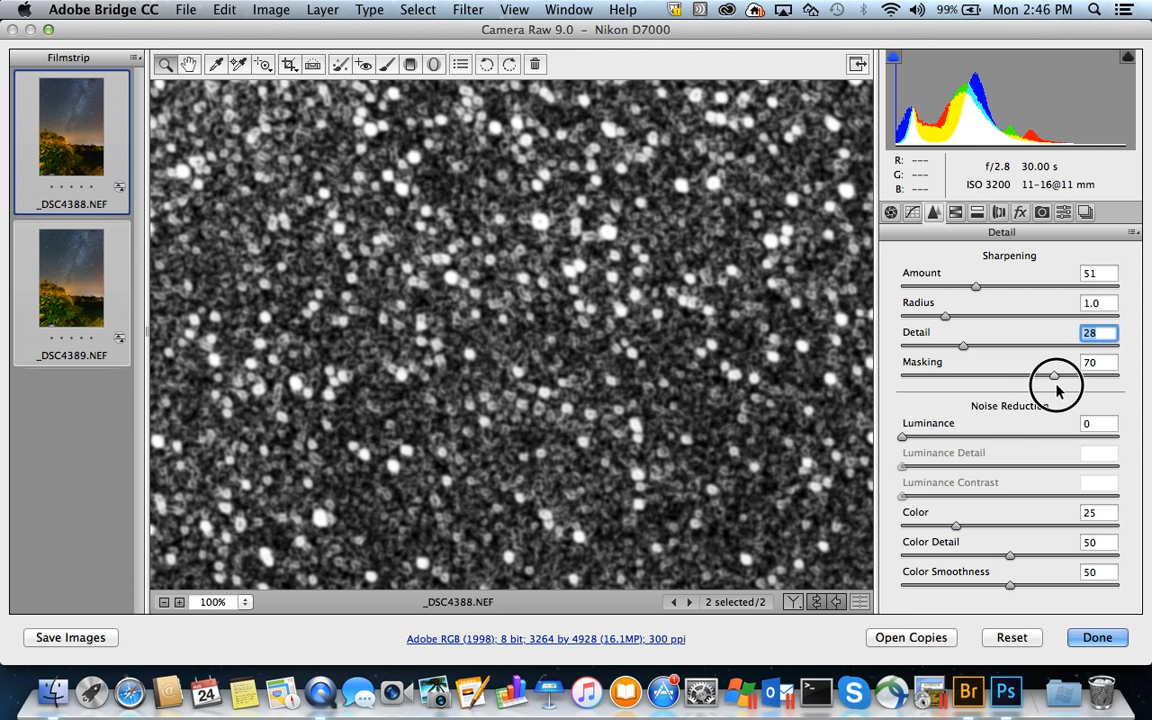 Adobe Bridge CC File Edit Image Layer Type Select Filter View Window Help 99% Mon 2:46 PM
Camera Raw 9.0 - Nikon D7000
Filmstrip
_DSC4388.NEF
_DSC4389.NEF
R: ---
G: ---
B: ---
f/2.8 30.00 s
ISO 3200 11-16@11 mm
fx
Detail
Sharpening
Amount 51
Radius 1.0
Detail 28
Masking 70
Noise Reduction
Luminance 0
Luminance Detail
Luminance Contrast
Color 25
Color Detail 50
Color Smoothness 50
100% _DSC4388.NEF 2 selected/2 Y
Save Images Adobe RGB (1998); 8 bit; 3264 by 4928 (16.1MP); 300 ppi Open Copies Reset Done
24 1 Br Ps